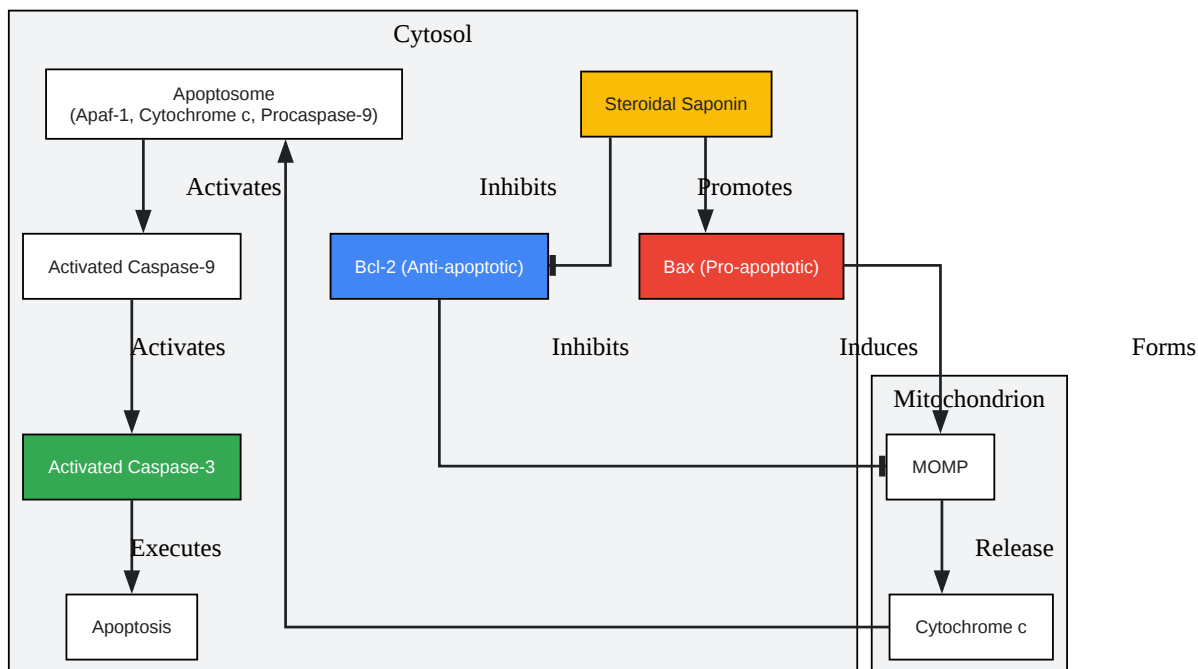 Cytosol
Apoptosome
(Apaf-1, Cytochrome c, Procaspase-9)
Steroidal Saponin
Activates
Inhibits
Promotes
Activated Caspase-9
Bcl-2 (Anti-apoptotic)
Bax (Pro-apoptotic)
Activates
Inhibits
Induces
Forms
Mitochondrion
Activated Caspase-3
MOMP
Executes
Release
Apoptosis
Cytochrome c